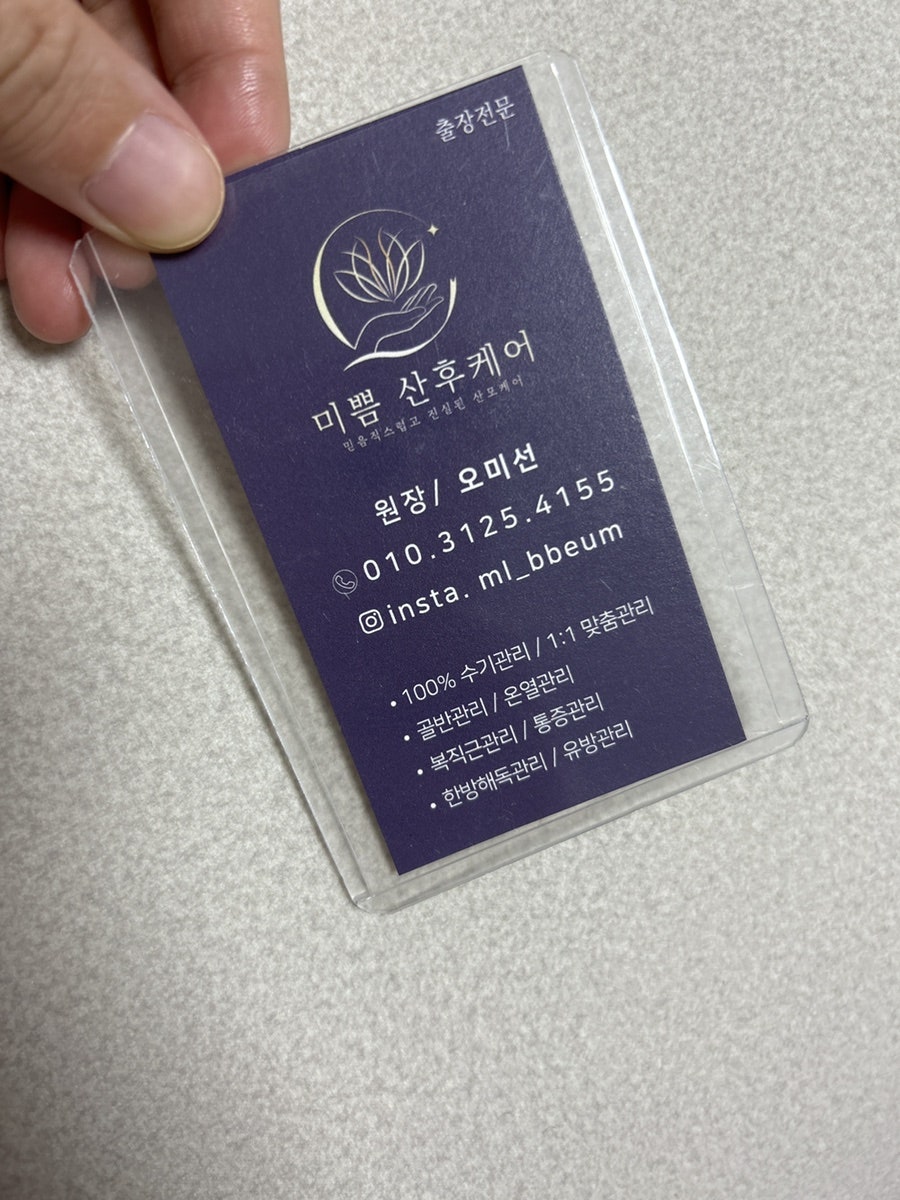 출장전문
미쁨 산후케어
믿음직스럽고 진실된 산모케어
원장/ 오미선
010.3125.4155
insta. ml_bbeum
• 100% 수기관리 / 1:1 맞춤관리
• 골반관리 / 온열관리
• 복직근관리 / 통증관리
• 한방해독관리 / 유방관리